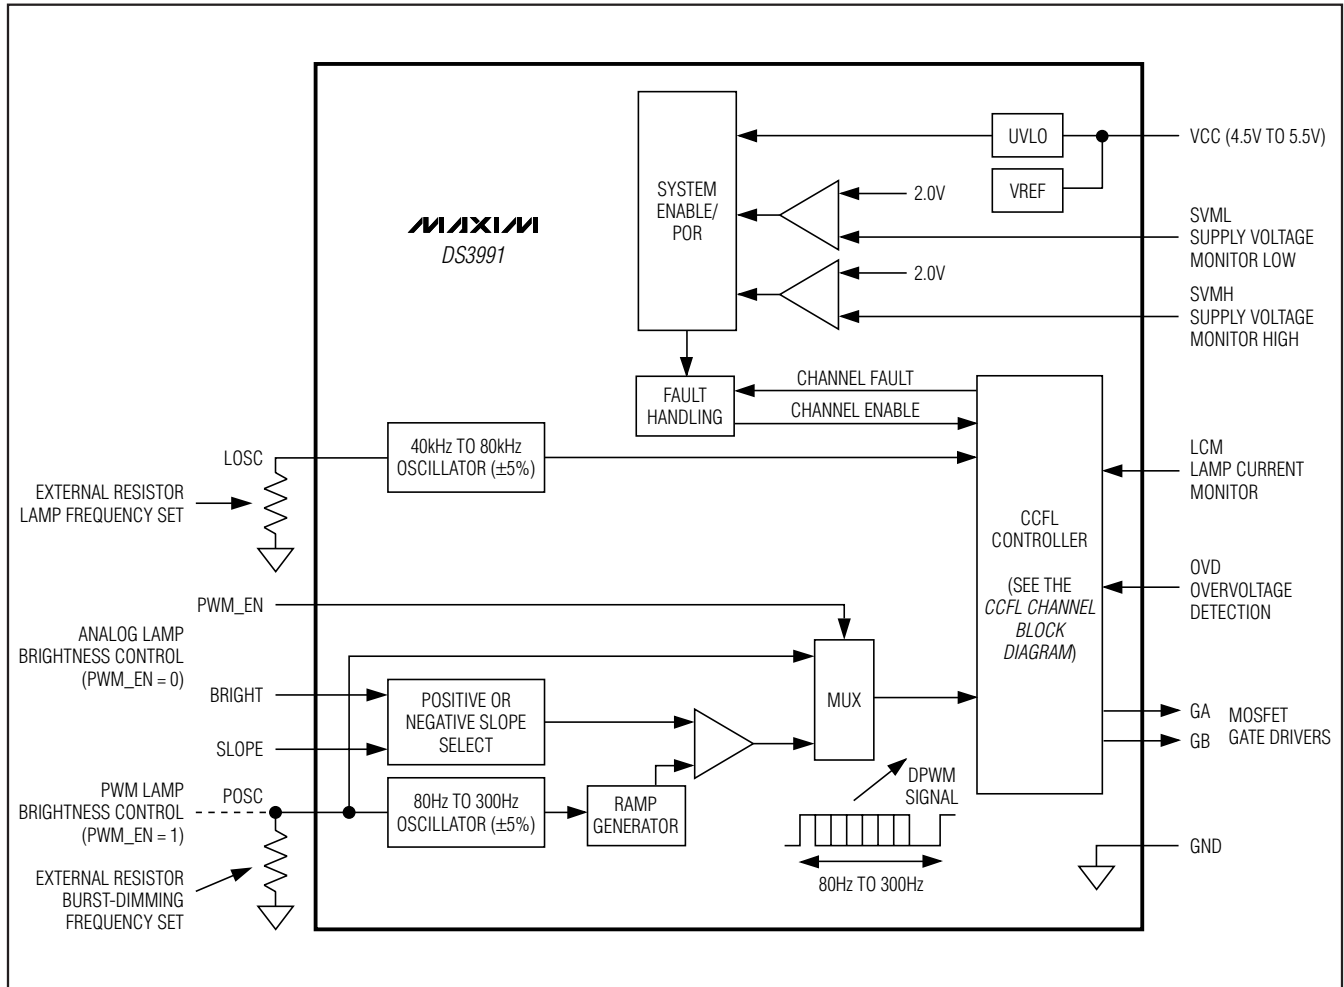 UVLO
VCC (4.5V TO 5.5V)
VREF
SYSTEM
ENABLE/
POR
2.0V
SVML
SUPPLY VOLTAGE
MONITOR LOW
MAXIM
DS3991
2.0V
SVMH
SUPPLY VOLTAGE
MONITOR HIGH
FAULT
HANDLING
CHANNEL FAULT
CHANNEL ENABLE
LOSC
40kHz TO 80kHz
OSCILLATOR (±5%)
EXTERNAL RESISTOR
LAMP FREQUENCY SET
LCM
LAMP CURRENT
MONITOR
CCFL
CONTROLLER
(SEE THE
CCFL CHANNEL
BLOCK
DIAGRAM)
OVD
OVERVOLTAGE
DETECTION
PWM_EN
ANALOG LAMP
BRIGHTNESS CONTROL
(PWM_EN = 0)
BRIGHT
SLOPE
POSITIVE OR
NEGATIVE SLOPE
SELECT
MUX
GA
GB
MOSFET
GATE DRIVERS
PWM LAMP
BRIGHTNESS CONTROL
(PWM_EN = 1)
POSC
80Hz TO 300Hz
OSCILLATOR (±5%)
RAMP
GENERATOR
DPWM
SIGNAL
80Hz TO 300Hz
GND
EXTERNAL RESISTOR
BURST-DIMMING
FREQUENCY SET